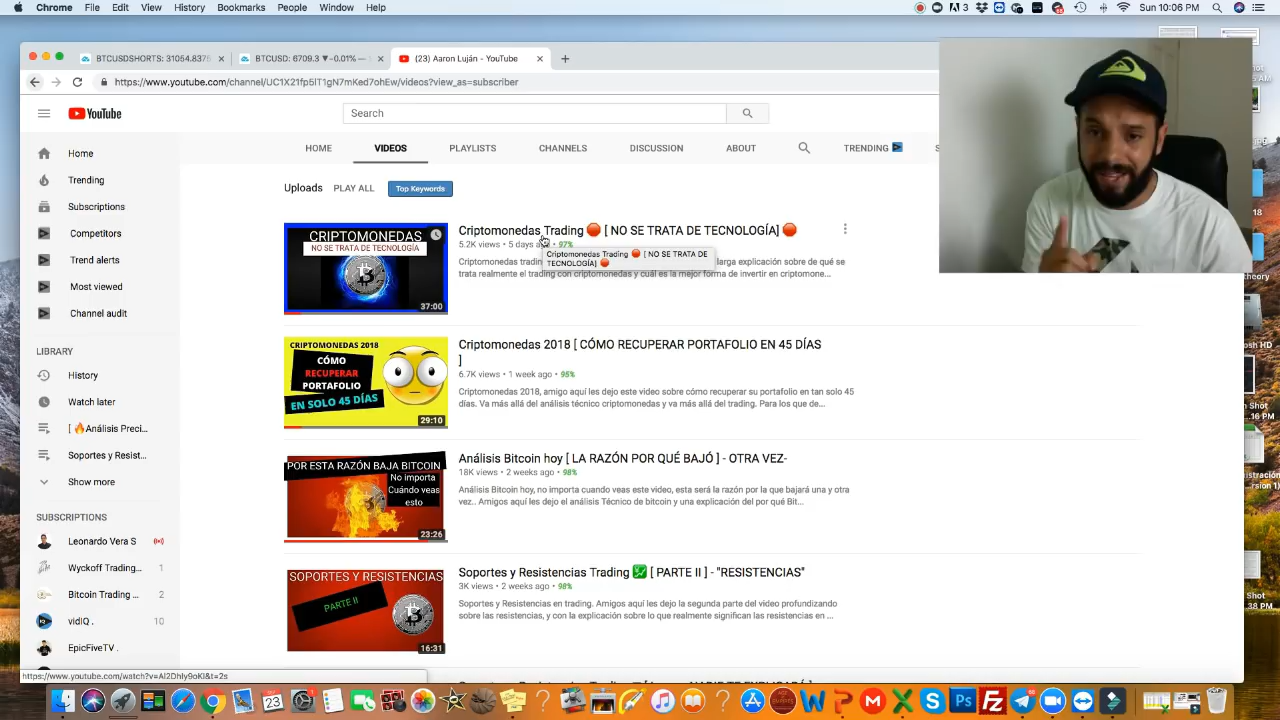 Chrome File Edit View History Bookmarks People Window Help
3
Sun 10:06 PM
BTCUSDSHORTS: 31054.8375
BTCUSD: 6709.3 ▼-0.01% —
(23) Aaron Luján - YouTube
https://www.youtube.com/channel/UC1X21fp5IT1gN7mKed7ohEw/videos?view_as=subscriber
YouTube
Search
HOME VIDEOS PLAYLISTS CHANNELS DISCUSSION ABOUT TRENDING
Home
Trending
Subscriptions
Competitors
Most viewed
Trend alerts
Channel audit
LIBRARY
History
Watch later
[🔥Análisis Preci...
Soportes y Resist...
Show more
SUBSCRIPTIONS
Leonardo Vera S
Wyckoff Trading... 1
Bitcoin Trading ... 2
vidIQ . 10
EpicFiveTV .
Uploads PLAY ALL Top Keywords
CRIPTOMONEDAS
NO SE TRATA DE TECNOLOGÍA
37:00
Criptomonedas Trading 🛑 [ NO SE TRATA DE TECNOLOGÍA] 🛑
5.2K views • 5 days 97%
Criptomonedas Trading 🛑 [ NO SE TRATA DE
TECNOLOGÍA] 🛑
Criptomonedas tradin larga explicación sobre de qué se
trata realmente el trading con criptomonedas y cuál es la mejor forma de invertir en criptomone...
CRIPTOMONEDAS 2018
CÓMO
RECUPERAR
PORTAFOLIO
EN SOLO 45 DÍAS
29:10
Criptomonedas 2018 [ CÓMO RECUPERAR PORTAFOLIO EN 45 DÍAS
]
6.7K views • 1 week ago • 95%
Criptomonedas 2018, amigo aquí les dejo este video sobre cómo recuperar su portafolio en tan solo 45
días. Va más allá del análisis técnico criptomonedas y va más allá del trading. Para los que de...
POR ESTA RAZÓN BAJA BITCOIN
No importa
Cuándo veas
esto
23:26
Análisis Bitcoin hoy [ LA RAZÓN POR QUÉ BAJÓ ] - OTRA VEZ-
18K views • 2 weeks ago • 98%
Análisis Bitcoin hoy, no importa cuando veas este video, esta será la razón por la que bajará una y otra
vez.. Amigos aquí les dejo el análisis Técnico de bitcoin y una explicación del por qué Bit...
SOPORTES Y RESISTENCIAS
PARTE II
16:31
Soportes y Resistencias Trading 💹 [ PARTE II ] - "RESISTENCIAS"
3K views • 2 weeks ago • 98%
Soportes y Resistencias en trading. Amigos aquí les dejo la segunda parte del video profundizando
sobre las resistencias, y con la explicación sobre lo que realmente significan las resistencias en ...
https://www.youtube.com/watch?v=AI2DhIy9oKI&t=2s